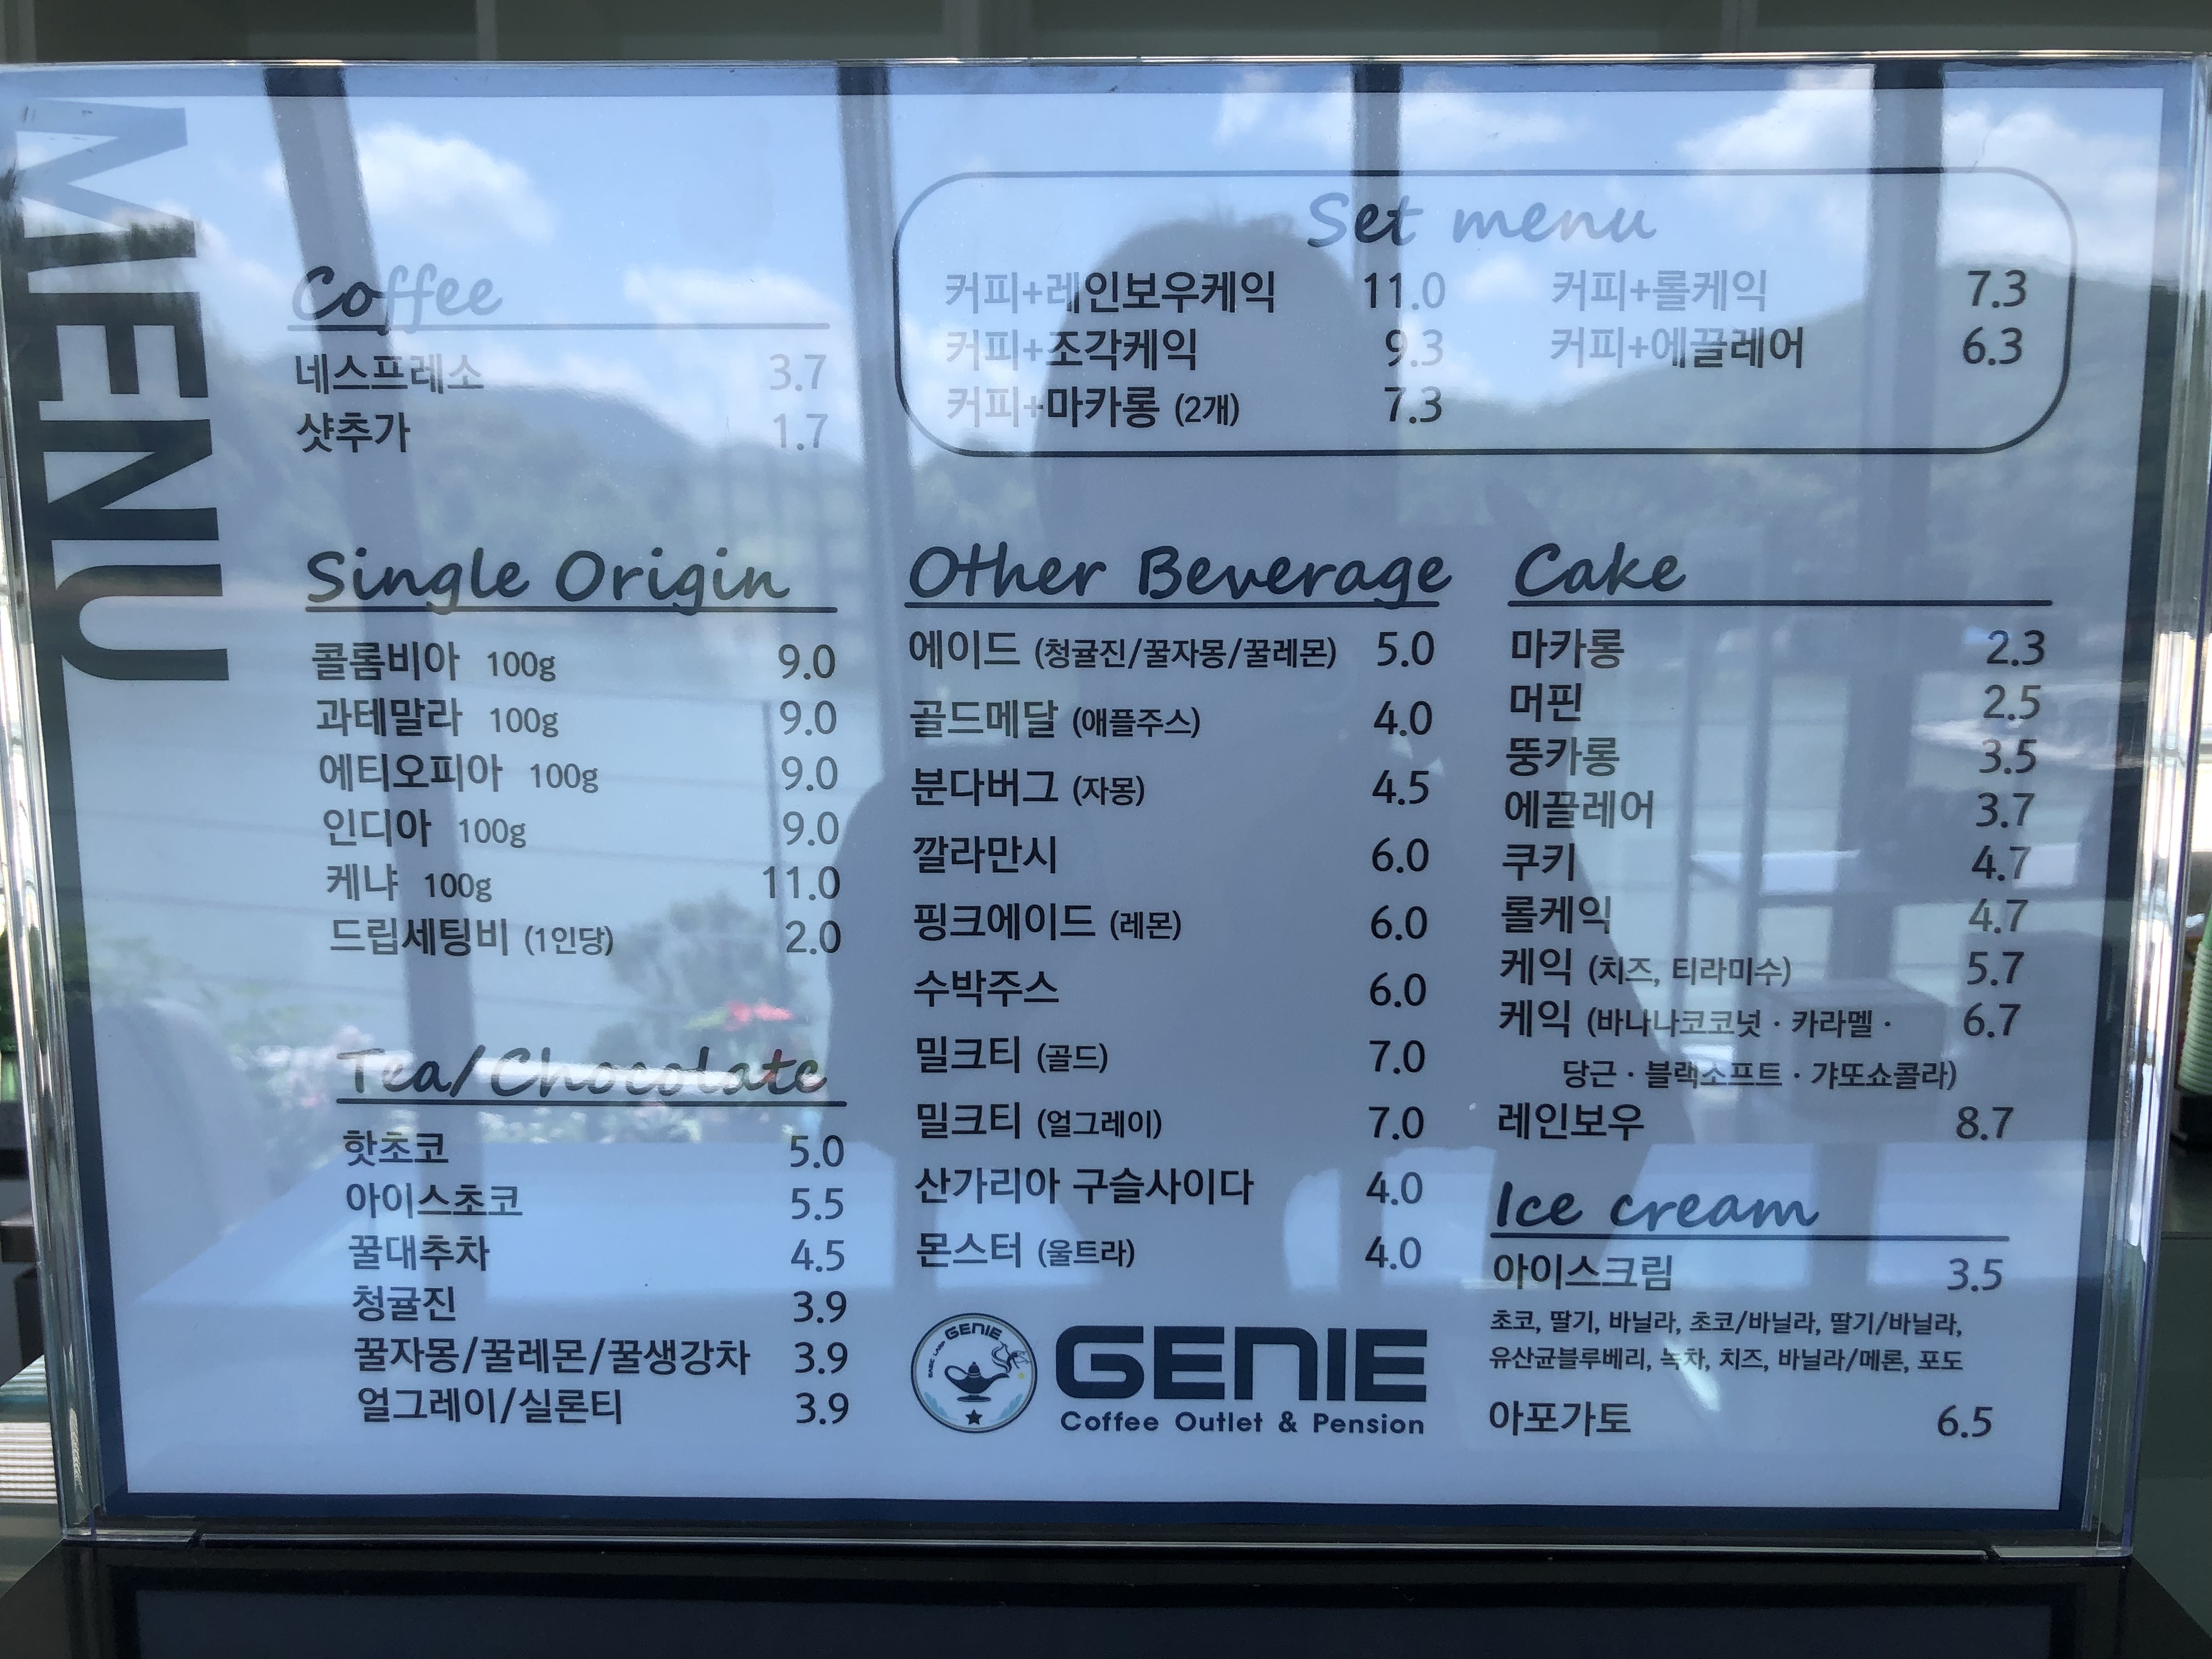 MENU
Coffee
네스프레소 3.7
샷추가 1.7
Set menu
커피+레인보우케익 11.0 커피+롤케익 7.3
커피+조각케익 9.3 커피+에끌레어 6.3
커피+마카롱 (2개) 7.3
Single Origin
콜롬비아 100g 9.0
과테말라 100g 9.0
에티오피아 100g 9.0
인디아 100g 9.0
케냐 100g 11.0
드립세팅비 (1인당) 2.0
Tea/Chocolate
핫초코 5.0
아이스초코 5.5
꿀대추차 4.5
청귤진 3.9
꿀자몽/꿀레몬/꿀생강차 3.9
얼그레이/실론티 3.9
Other Beverage
에이드 (청귤진/꿀자몽/꿀레몬) 5.0
골드메달 (애플주스) 4.0
분다버그 (자몽) 4.5
깔라만시 6.0
핑크에이드 (레몬) 6.0
수박주스 6.0
밀크티 (골드) 7.0
밀크티 (얼그레이) 7.0
산가리아 구슬사이다 4.0
몬스터 (울트라) 4.0
GENIE
GENIE
Coffee Outlet & Pension
Cake
마카롱 2.3
머핀 2.5
뚱카롱 3.5
에끌레어 3.7
쿠키 4.7
롤케익 4.7
케익 (치즈, 티라미수) 5.7
케익 (바나나코코넛 · 카라멜 · 6.7
당근 · 블랙소프트 · 갸또쇼콜라)
레인보우 8.7
Ice cream
아이스크림 3.5
초코, 딸기, 바닐라, 초코/바닐라, 딸기/바닐라,
유산균블루베리, 녹차, 치즈, 바닐라/메론, 포도
아포가토 6.5